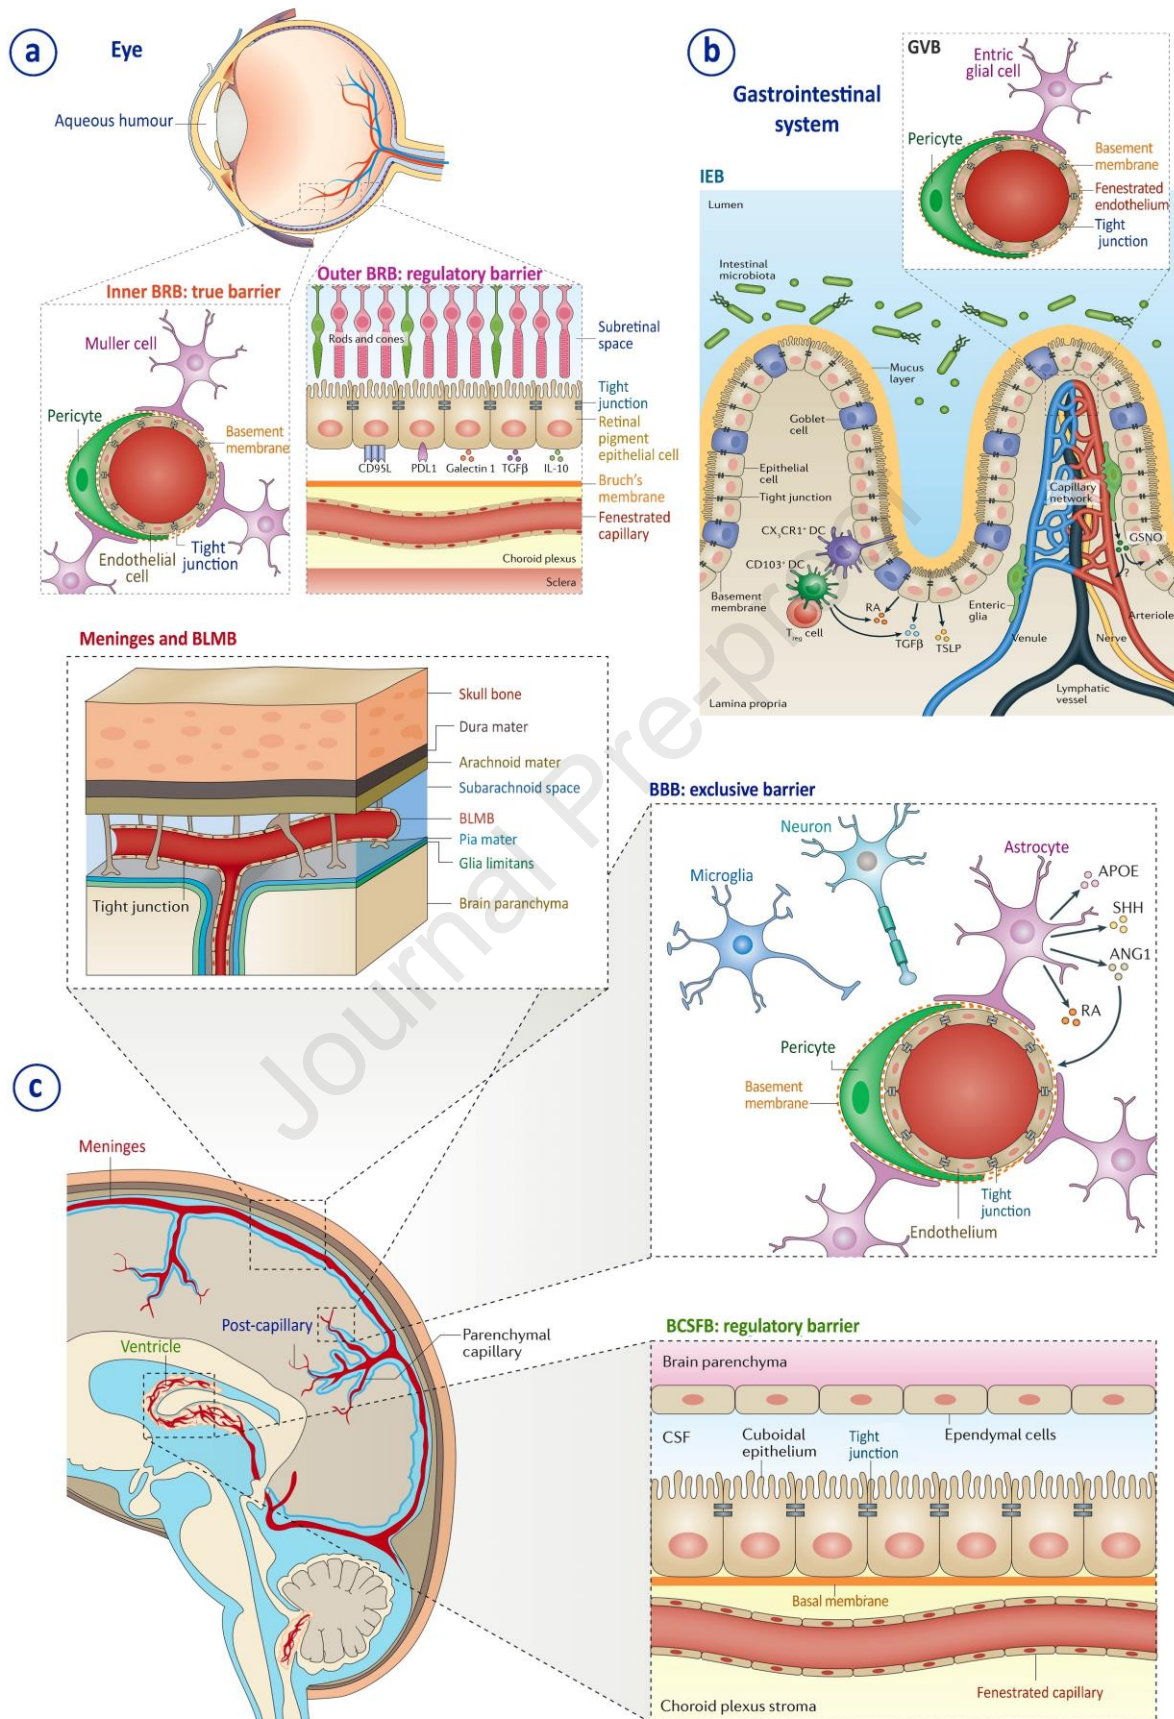 a
Eye
Aqueous humour
Inner BRB: true barrier
Muller cell
Pericyte
Basement
membrane
Endothelial
cell
Tight
junction
Outer BRB: regulatory barrier
Rods and cones
Subretinal
space
Tight
junction
Retinal
pigment
epithelial cell
CD95L
PDL1
Galectin 1
TGFβ
IL-10
Bruch's
membrane
Fenestrated
capillary
Choroid plexus
Sclera
b
Gastrointestinal
system
GVB
Entric
glial cell
Pericyte
Basement
membrane
Fenestrated
endothelium
Tight
junction
IEB
Lumen
Intestinal
microbiota
Mucus
layer
Goblet
cell
Epithelial
cell
Tight junction
CX₃CR1⁺ DC
CD103⁺ DC
Basement
membrane
Treg cell
RA
TGFβ
TSLP
Enteric
glia
Capillary
network
GSNO
?
Arteriole
Venule
Nerve
Lymphatic
vessel
Lamina propria
Meninges and BLMB
Skull bone
Dura mater
Arachnoid mater
Subarachnoid space
BLMB
Pia mater
Glia limitans
Brain paranchyma
Tight junction
BBB: exclusive barrier
Neuron
Microglia
Astrocyte
APOE
SHH
ANG1
RA
Pericyte
Basement
membrane
Tight
junction
Endothelium
c
Meninges
Post-capillary
Ventricle
Parenchymal
capillary
BCSFB: regulatory barrier
Brain parenchyma
CSF
Cuboidal
epithelium
Tight
junction
Ependymal cells
Basal membrane
Fenestrated capillary
Choroid plexus stroma
Journal Pre-proof